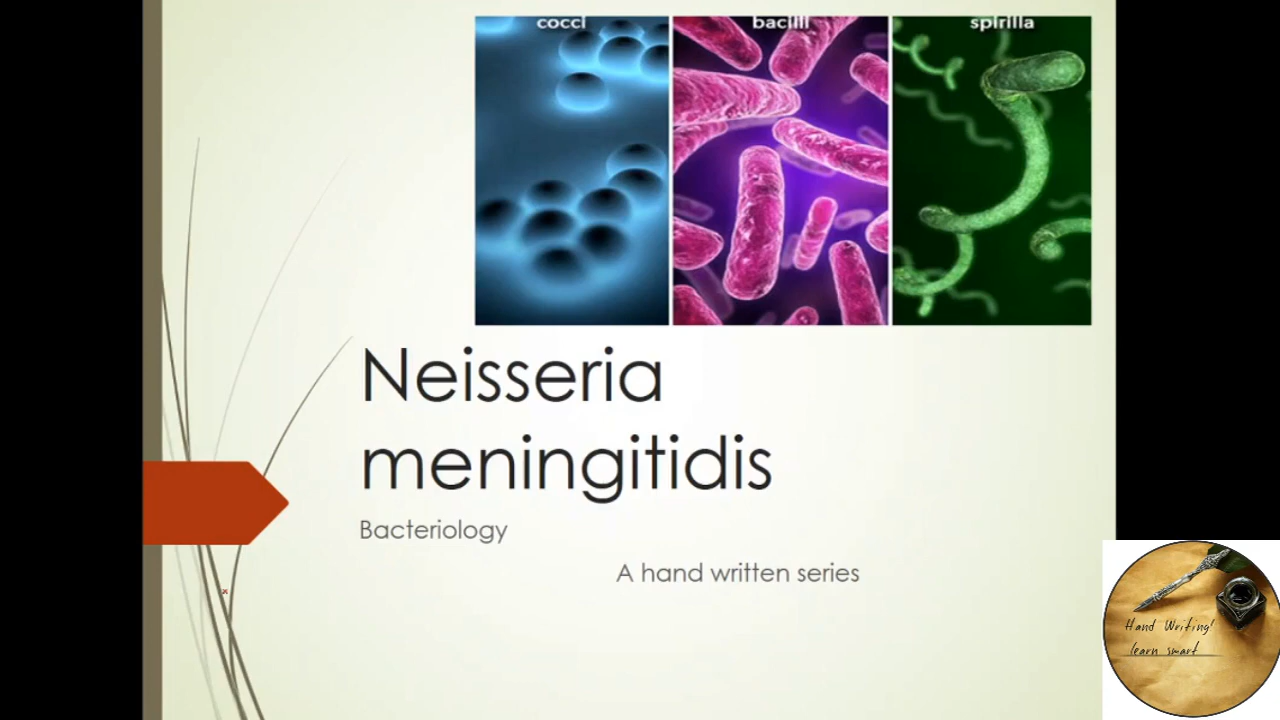 cocci bacilli spirilla
Neisseria
meningitidis
Bacteriology
A hand written series
Hand Writing!
learn smart